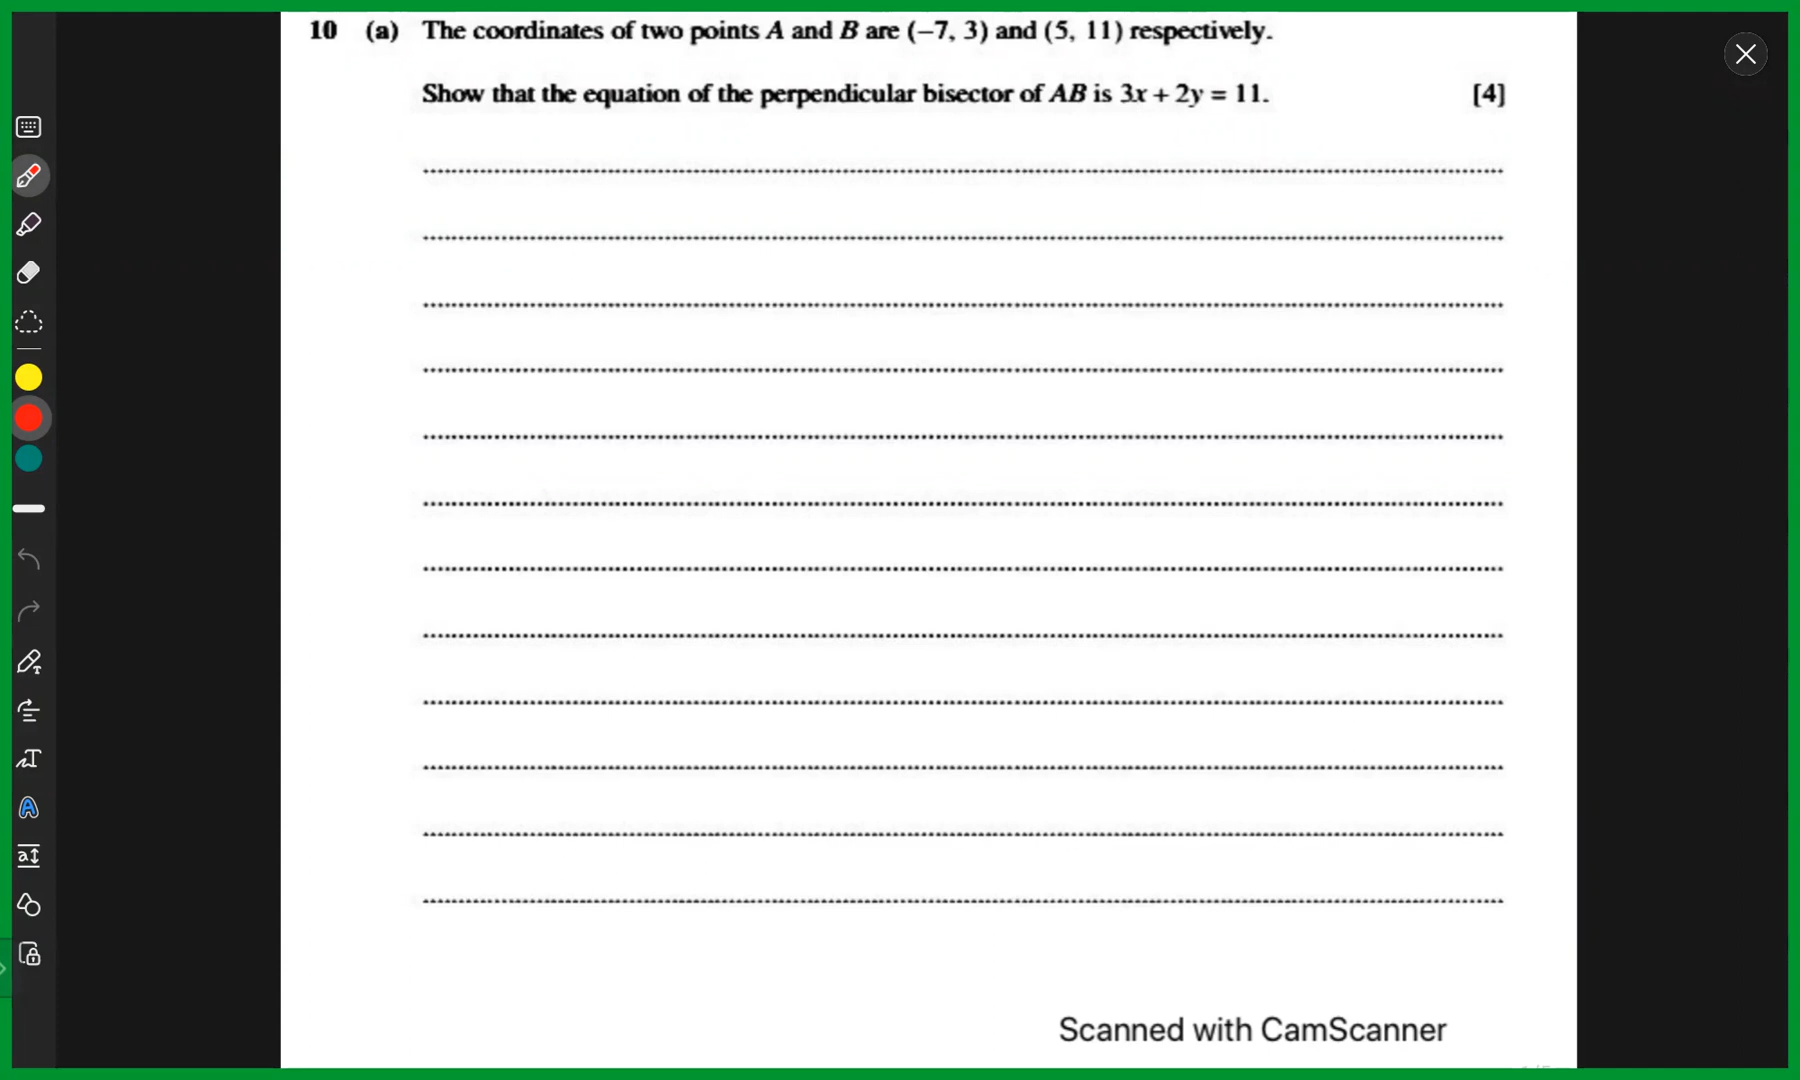 10 (a) The coordinates of two points A and B are (−7, 3) and (5, 11) respectively.
Show that the equation of the perpendicular bisector of AB is 3x + 2y = 11. [4]
Scanned with CamScanner